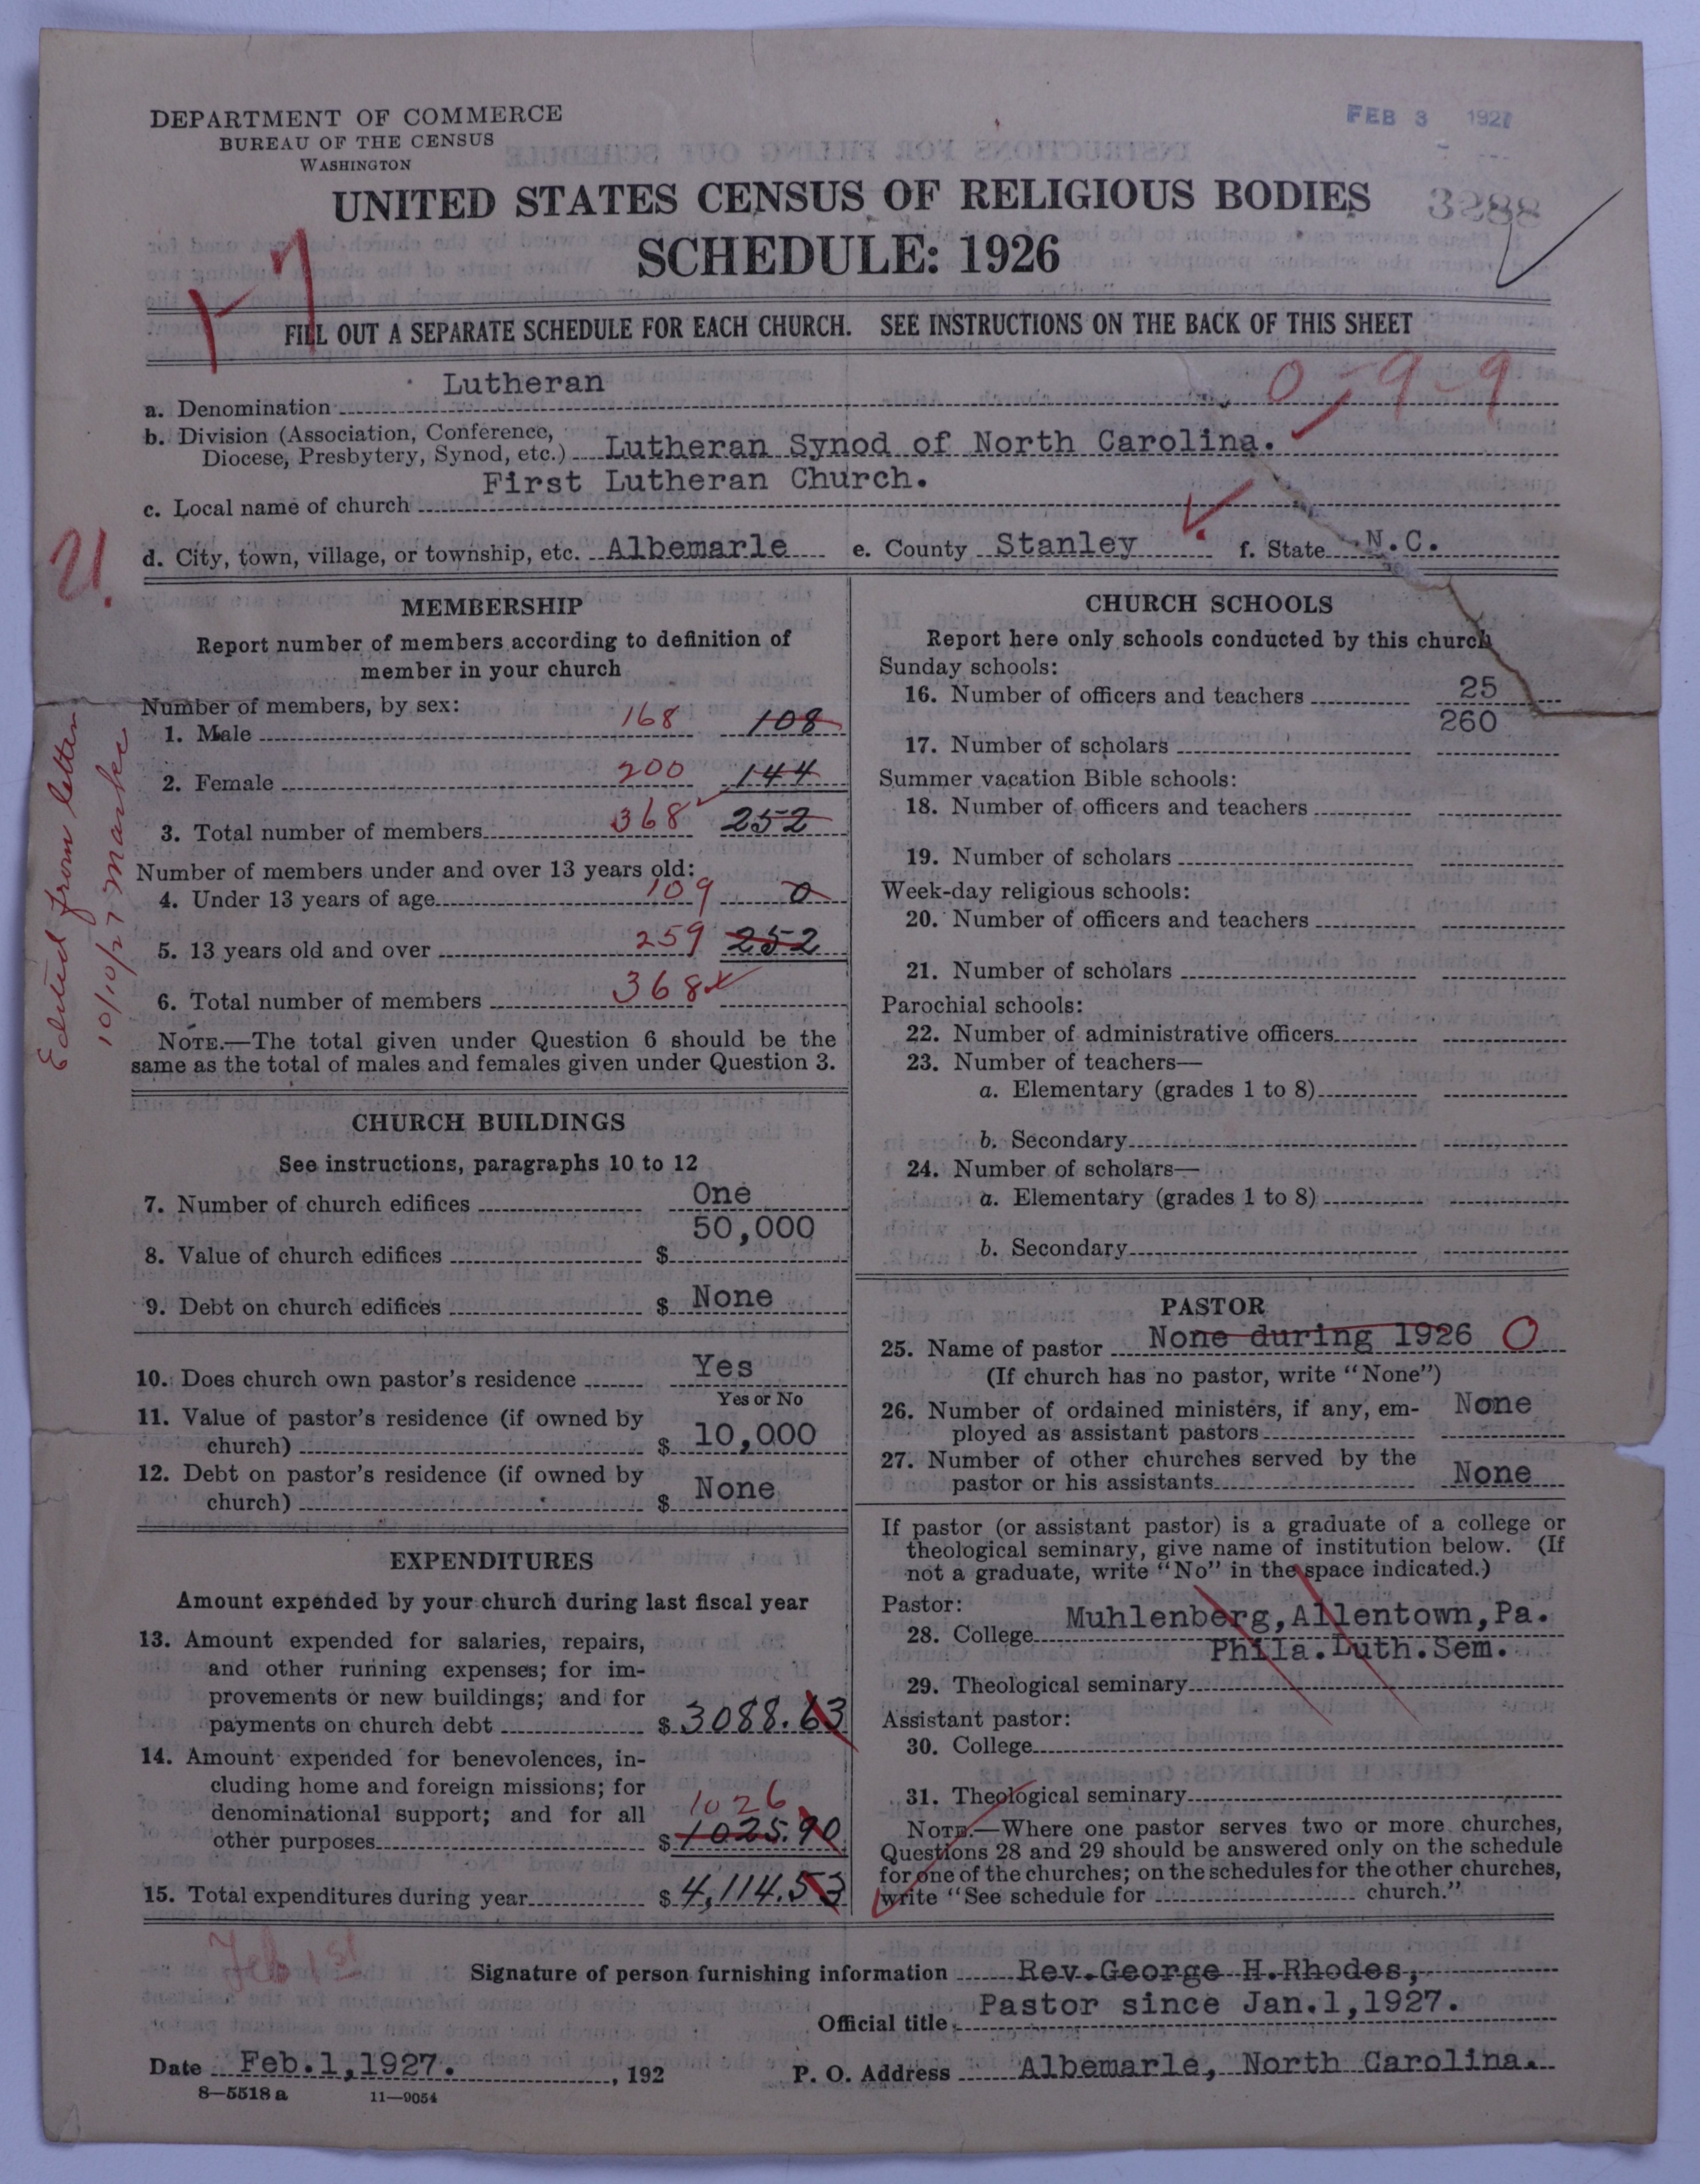 DEPARTMENT OF COMMERCE
BUREAU OF THE CENSUS
WASHINGTON
FEB 3 1927
UNITED STATES CENSUS OF RELIGIOUS BODIES
3288
SCHEDULE: 1926
FILL OUT A SEPARATE SCHEDULE FOR EACH CHURCH. SEE INSTRUCTIONS ON THE BACK OF THIS SHEET
0-9-9
a. Denomination Lutheran
b. Division (Association, Conference,
Diocese, Presbytery, Synod, etc.) Lutheran Synod of North Carolina.
c. Local name of church First Lutheran Church.
d. City, town, village, or township, etc. Albemarle e. County Stanley f. State N.C.
21.
Edited from letter
10/10/27
MEMBERSHIP
Report number of members according to definition of
member in your church
Number of members, by sex:
1. Male 168 108
2. Female 200 144
3. Total number of members 368 252
Number of members under and over 13 years old:
4. Under 13 years of age 109 0
5. 13 years old and over 259 252
6. Total number of members 368
NOTE.—The total given under Question 6 should be the
same as the total of males and females given under Question 3.
CHURCH BUILDINGS
See instructions, paragraphs 10 to 12
7. Number of church edifices One
8. Value of church edifices $ 50,000
9. Debt on church edifices $ None
10. Does church own pastor's residence Yes
Yes or No
11. Value of pastor's residence (if owned by
church) $ 10,000
12. Debt on pastor's residence (if owned by
church) $ None
EXPENDITURES
Amount expended by your church during last fiscal year
13. Amount expended for salaries, repairs,
and other running expenses; for im-
provements or new buildings; and for
payments on church debt $ 3088.63
14. Amount expended for benevolences, in-
cluding home and foreign missions; for
denominational support; and for all 1026
other purposes $ 1025.90
15. Total expenditures during year $ 4,114.53
CHURCH SCHOOLS
Report here only schools conducted by this church
Sunday schools:
16. Number of officers and teachers 25
17. Number of scholars 260
Summer vacation Bible schools:
18. Number of officers and teachers
19. Number of scholars
Week-day religious schools:
20. Number of officers and teachers
21. Number of scholars
Parochial schools:
22. Number of administrative officers
23. Number of teachers—
a. Elementary (grades 1 to 8)
b. Secondary
24. Number of scholars—
a. Elementary (grades 1 to 8)
b. Secondary
PASTOR
25. Name of pastor None during 1926 O
(If church has no pastor, write "None")
26. Number of ordained ministers, if any, em-
ployed as assistant pastors None
27. Number of other churches served by the
pastor or his assistants None
If pastor (or assistant pastor) is a graduate of a college or
theological seminary, give name of institution below. (If
not a graduate, write "No" in the space indicated.)
Pastor:
28. College Muhlenberg, Allentown, Pa.
Phila. Luth. Sem.
29. Theological seminary
Assistant pastor:
30. College
31. Theological seminary
NOTE.—Where one pastor serves two or more churches,
Questions 28 and 29 should be answered only on the schedule
for one of the churches; on the schedules for the other churches,
write "See schedule for church."
Feb 1st
Signature of person furnishing information Rev. George H. Rhodes,
Official title Pastor since Jan.1,1927.
Date Feb.1,1927. , 192 P. O. Address Albemarle, North Carolina.
8—5518 a 11—9054